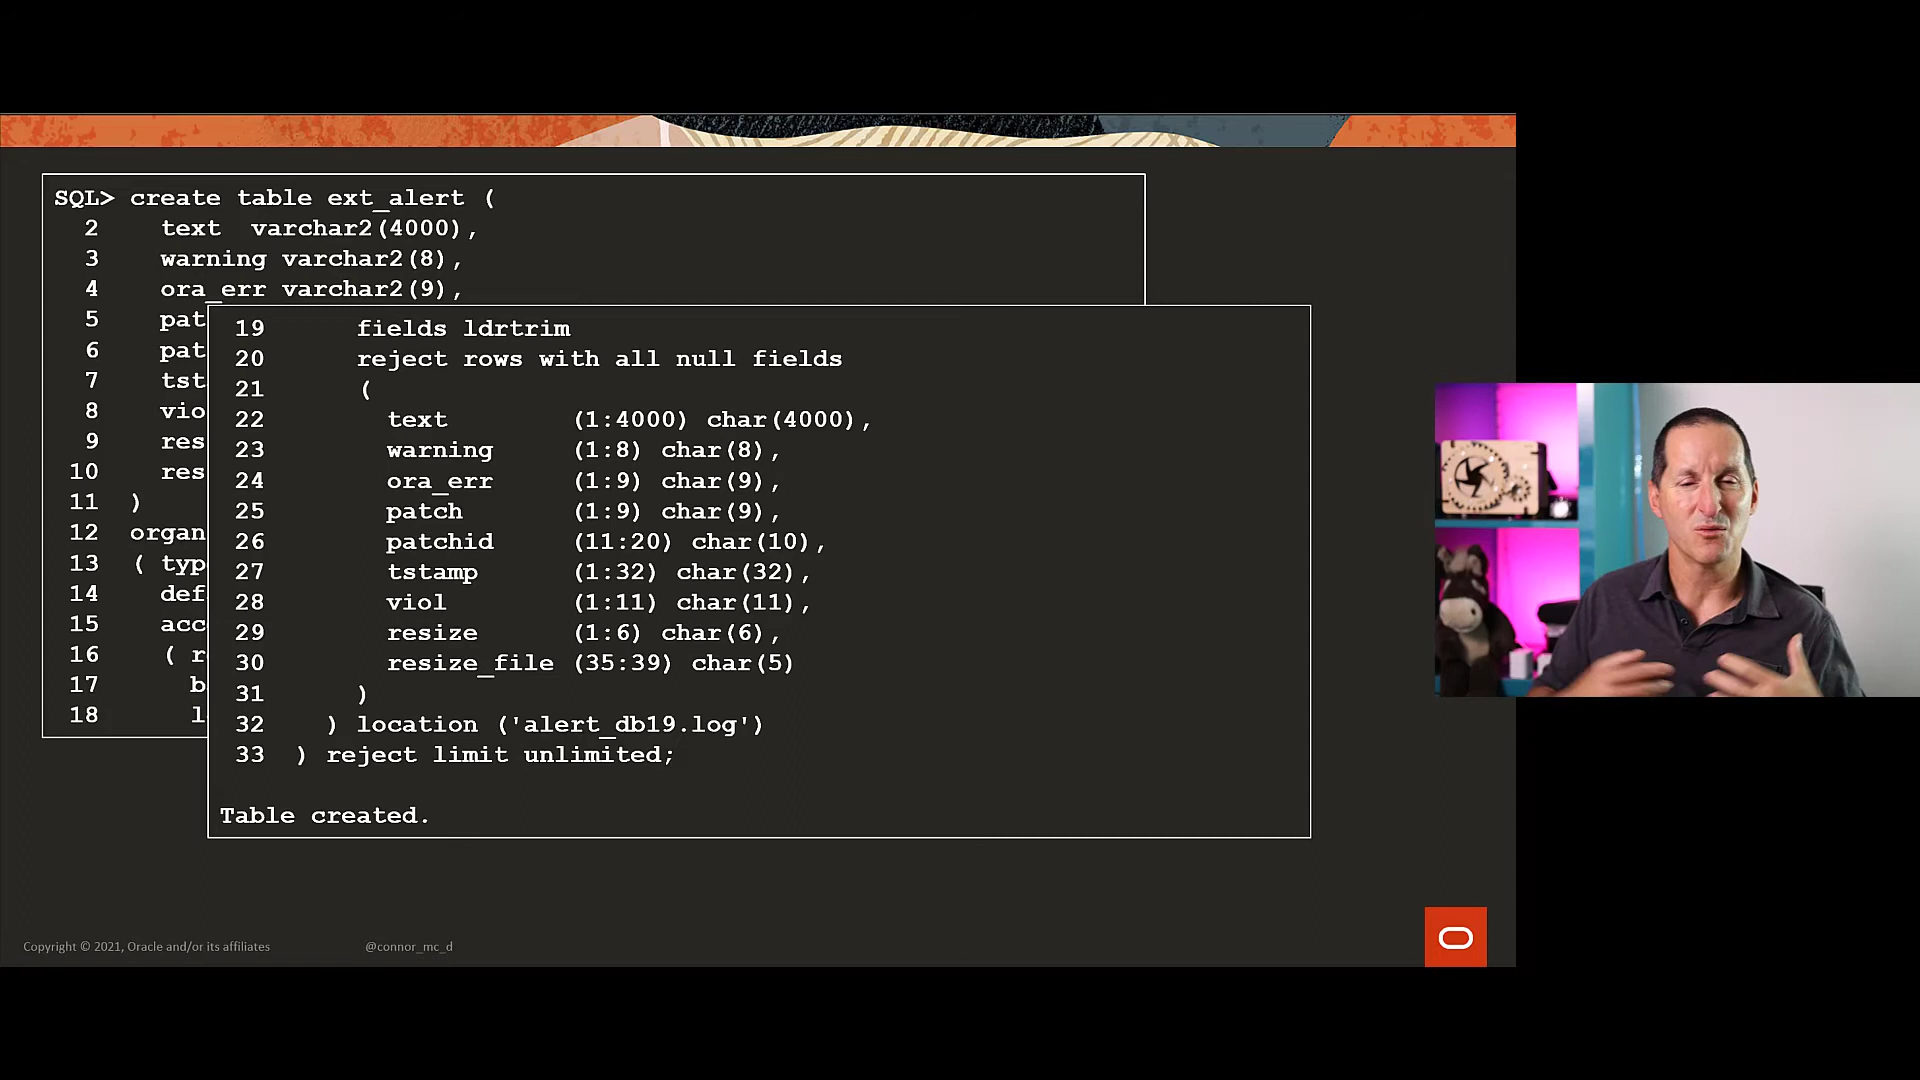 SQL> create table ext_alert (
2 text varchar2(4000),
3 warning varchar2(8),
4 ora_err varchar2(9),
5 pat
6 pat
7 tst
8 vio
9 res
10 res
11 )
12 organ
13 ( typ
14 def
15 acc
16 ( r
17 b
18 l
19 fields ldrtrim
20 reject rows with all null fields
21 (
22 text (1:4000) char(4000),
23 warning (1:8) char(8),
24 ora_err (1:9) char(9),
25 patch (1:9) char(9),
26 patchid (11:20) char(10),
27 tstamp (1:32) char(32),
28 viol (1:11) char(11),
29 resize (1:6) char(6),
30 resize_file (35:39) char(5)
31 )
32 ) location ('alert_db19.log')
33 ) reject limit unlimited;
Table created.
Copyright © 2021, Oracle and/or its affiliates
@connor_mc_d